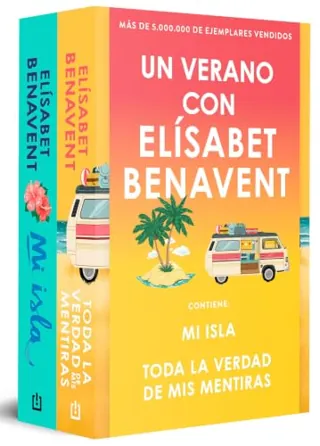 MÁS DE 5.000.000 DE EJEMPLARES VENDIDOS
UN VERANO
CON
ELÍSABET
BENAVENT
CONTIENE:
MI ISLA
TODA LA VERDAD
DE MIS MENTIRAS
ELÍSABET
BENAVENT
Mi isla
ELÍSABET
BENAVENT
TODA LA
VERDAD DE MIS
MENTIRAS